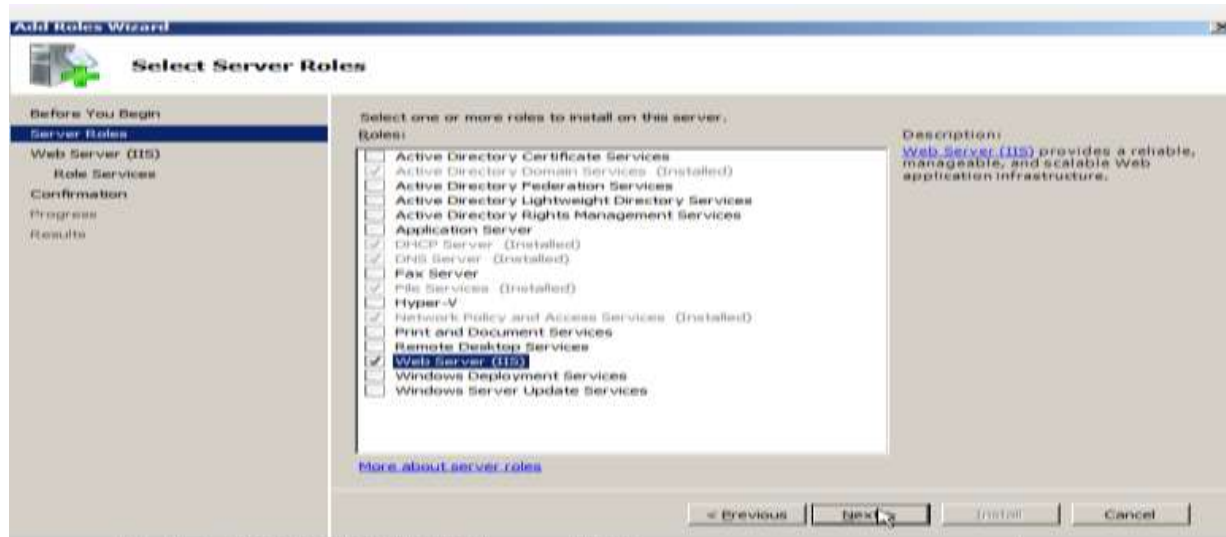 Add Roles Wizard
Select Server Roles
Before You Begin
Server Roles
Web Server (IIS)
Role Services
Confirmation
Progress
Results
Select one or more roles to install on this server.
Roles:
Active Directory Certificate Services
Active Directory Domain Services (Installed)
Active Directory Federation Services
Active Directory Lightweight Directory Services
Active Directory Rights Management Services
Application Server
DHCP Server (Installed)
DNS Server (Installed)
Fax Server
File Services (Installed)
Hyper-V
Network Policy and Access Services (Installed)
Print and Document Services
Remote Desktop Services
Web Server (IIS)
Windows Deployment Services
Windows Server Update Services
More about server roles
Description:
Web Server (IIS) provides a reliable,
manageable, and scalable Web
application infrastructure.
< Previous
Next >
Install
Cancel